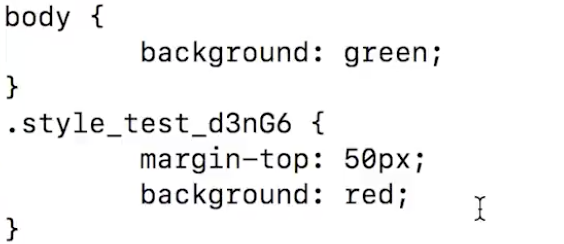 body {
        background: green;
}
.style_test_d3nG6 {
        margin-top: 50px;
        background: red;
}